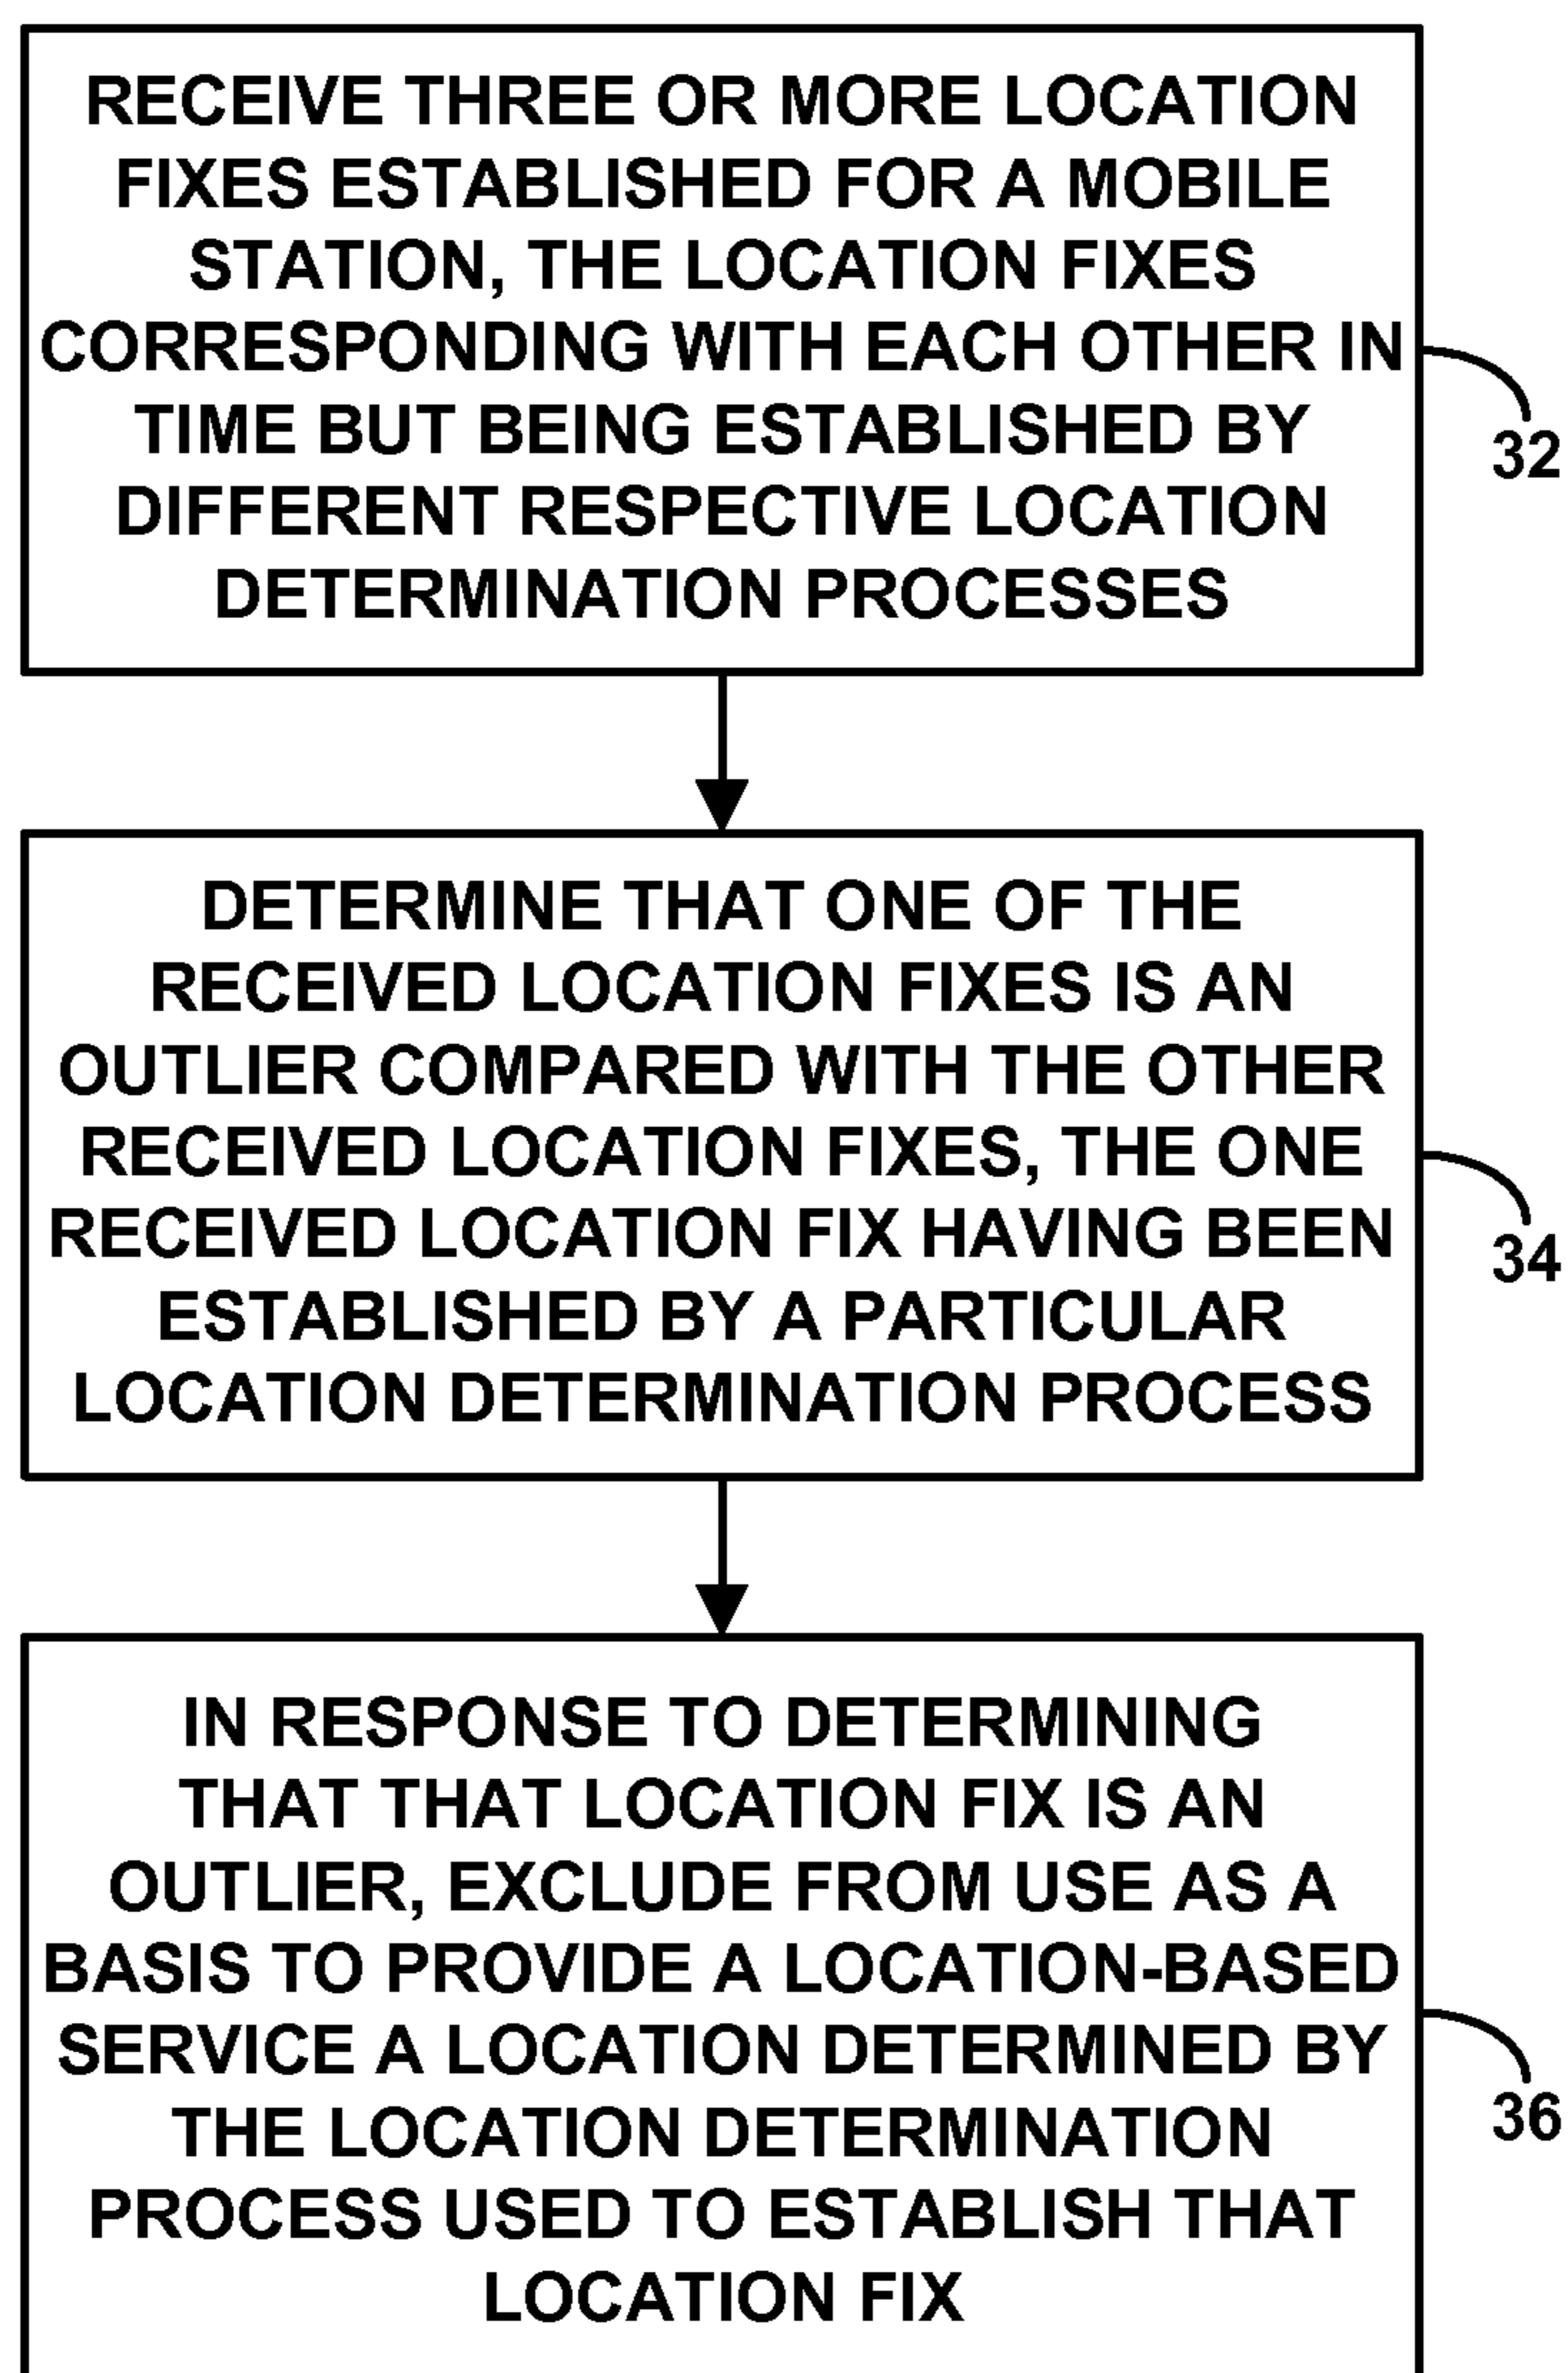 RECEIVE THREE OR MORE LOCATION
FIXES ESTABLISHED FOR A MOBILE
STATION, THE LOCATION FIXES
CORRESPONDING WITH EACH OTHER IN
TIME BUT BEING ESTABLISHED BY
DIFFERENT RESPECTIVE LOCATION
DETERMINATION PROCESSES
32
DETERMINE THAT ONE OF THE
RECEIVED LOCATION FIXES IS AN
OUTLIER COMPARED WITH THE OTHER
RECEIVED LOCATION FIXES, THE ONE
RECEIVED LOCATION FIX HAVING BEEN
ESTABLISHED BY A PARTICULAR
LOCATION DETERMINATION PROCESS
34
IN RESPONSE TO DETERMINING
THAT THAT LOCATION FIX IS AN
OUTLIER, EXCLUDE FROM USE AS A
BASIS TO PROVIDE A LOCATION-BASED
SERVICE A LOCATION DETERMINED BY
THE LOCATION DETERMINATION
PROCESS USED TO ESTABLISH THAT
LOCATION FIX
36